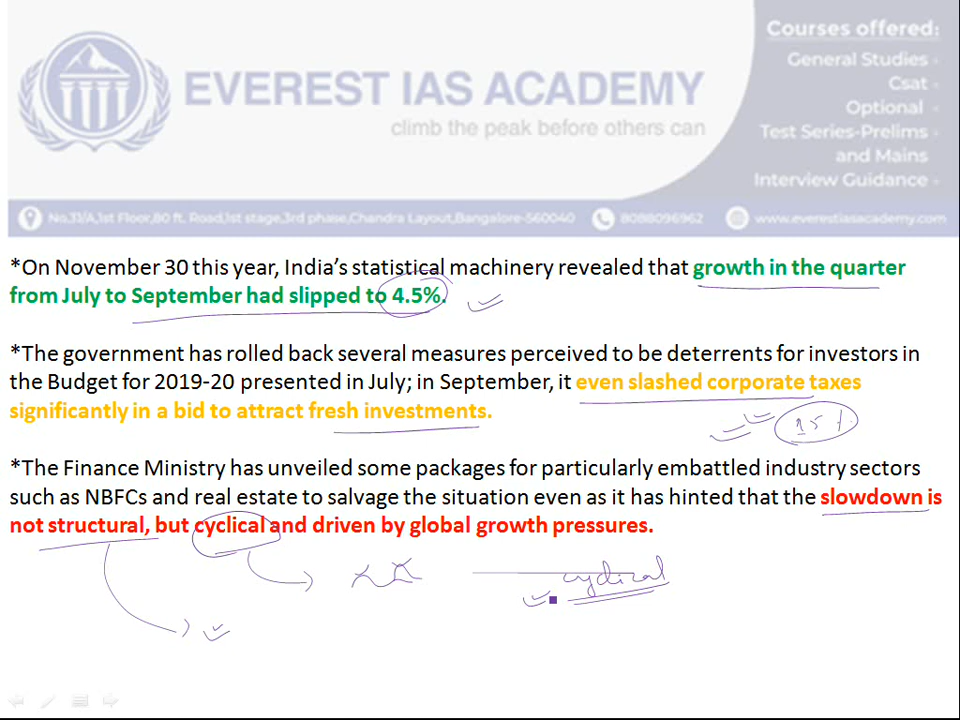 Courses offered:
General Studies -
Csat -
EVEREST IAS ACADEMY
Optional -
climb the peak before others can
Test Series-Prelims -
and Mains
Interview Guidance -
No.31/A,1st Floor,80 ft. Road,1st stage,3rd phase,Chandra Layout,Bangalore-560040
8088096962
www.everestiasacademy.com
*On November 30 this year, India's statistical machinery revealed that growth in the quarter
from July to September had slipped to 4.5%.
*The government has rolled back several measures perceived to be deterrents for investors in
the Budget for 2019-20 presented in July; in September, it even slashed corporate taxes
significantly in a bid to attract fresh investments.
15 %
*The Finance Ministry has unveiled some packages for particularly embattled industry sectors
such as NBFCs and real estate to salvage the situation even as it has hinted that the slowdown is
not structural, but cyclical and driven by global growth pressures.
cyclical